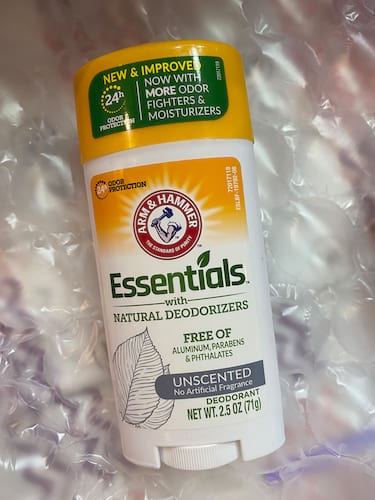 NEW & IMPROVED
24h
ODOR
PROTECTION
NOW WITH
MORE ODOR
FIGHTERS &
MOISTURIZERS
ODOR
PROTECTION
ARM & HAMMER
THE STANDARD OF PURITY
Essentials™
with
NATURAL DEODORIZERS
FREE OF
ALUMINUM, PARABENS
& PHTHALATES
UNSCENTED
No Artificial Fragrance
DEODORANT
NET WT. 2.5 OZ (71g)